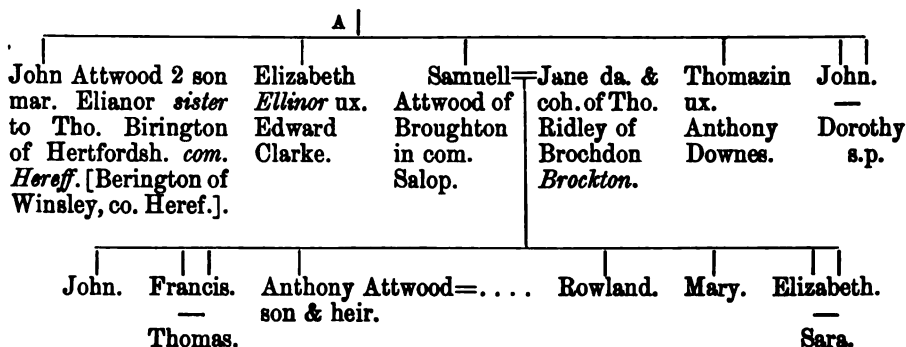 A
John Attwood 2 son
mar. Elianor sister
to Tho. Birington
of Hertfordsh. com.
Hereff. [Berington of
Winsley, co. Heref.].
Elizabeth
Ellinor ux.
Edward
Clarke.
Samuell=Jane da. &
Attwood of
Broughton
in com.
Salop.
coh. of Tho.
Ridley of
Brochdon
Brockton.
Thomazin
ux.
Anthony
Downes.
John.
—
Dorothy
s.p.
John.
Francis.
—
Thomas.
Anthony Attwood=....
son & heir.
Rowland.
Mary.
Elizabeth.
—
Sara.